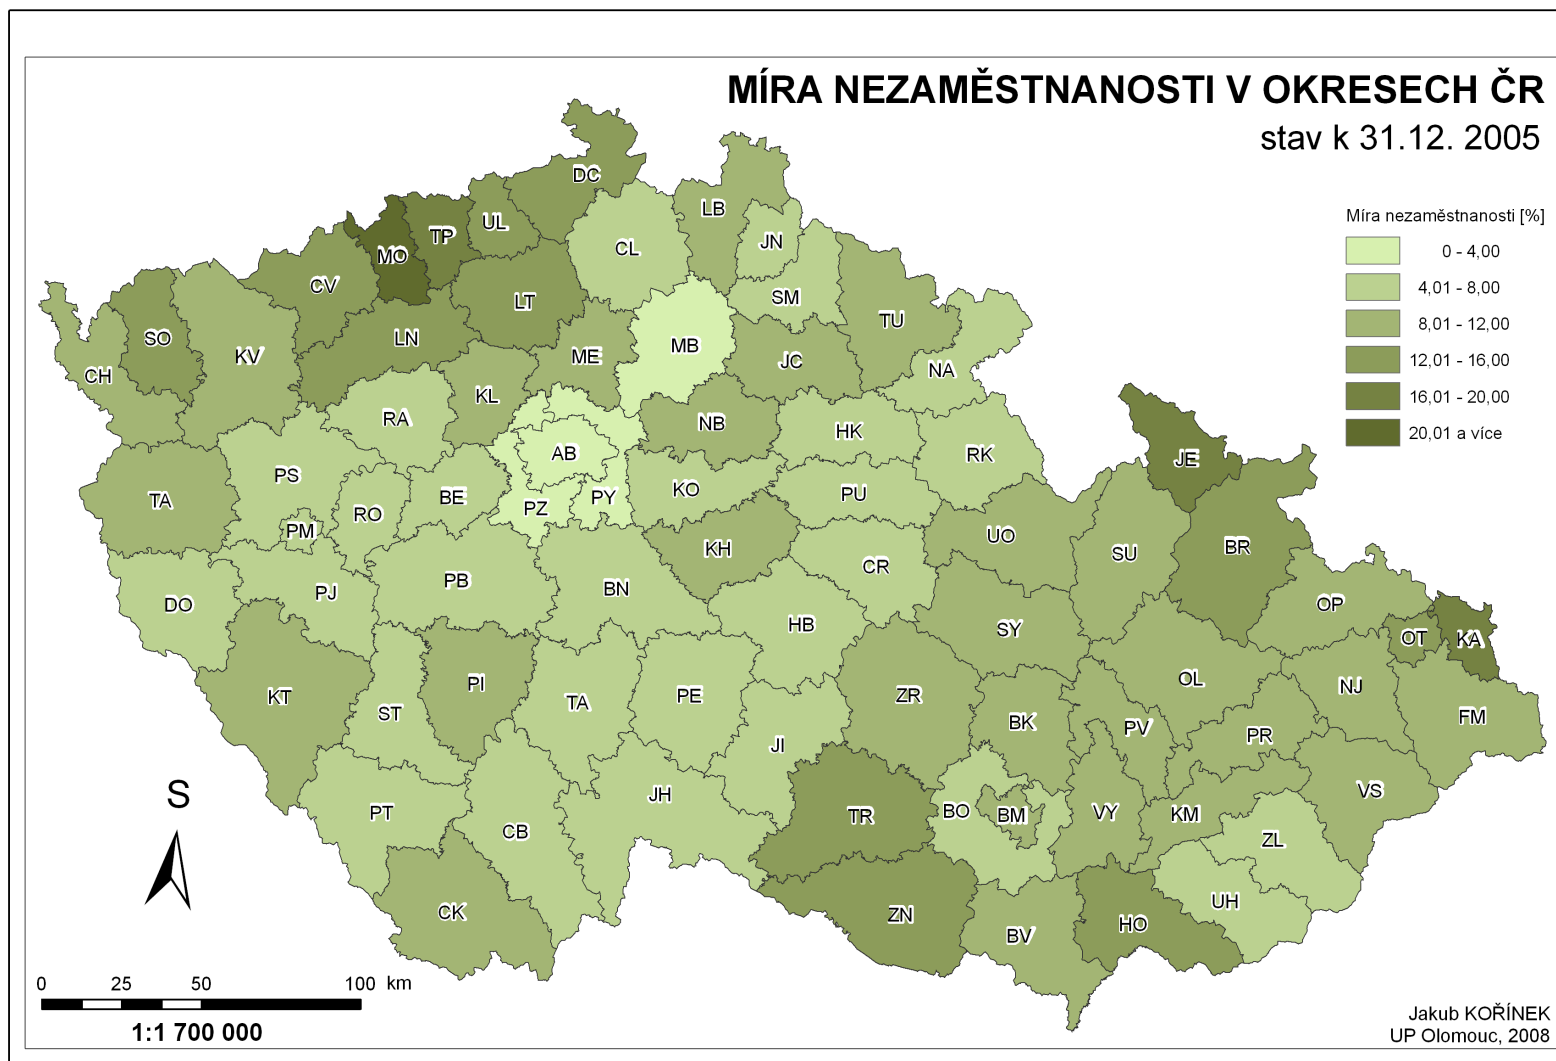 MÍRA NEZAMĚSTNANOSTI V OKRESECH ČR
stav k 31.12. 2005
Míra nezaměstnanosti [%]
0 - 4,00
4,01 - 8,00
8,01 - 12,00
12,01 - 16,00
16,01 - 20,00
20,01 a více
DC
LB
UL
TP
JN
CL
MO
CV
SM
LT
TU
SO
LN
MB
KV
ME
JC
NA
CH
KL
RA
NB
HK
AB
RK
JE
PS
BE
KO
PU
TA
PZ
PY
RO
PM
UO
KH
BR
SU
CR
PB
BN
PJ
DO
OP
HB
SY
OT
KA
OL
PI
NJ
KT
ZR
PE
TA
ST
FM
BK
PV
PR
JI
VS
S
JH
PT
BO
BM
VY
KM
TR
CB
ZL
UH
CK
ZN
HO
BV
0 25 50 100 km
1:1 700 000
Jakub KOŘÍNEK
UP Olomouc, 2008